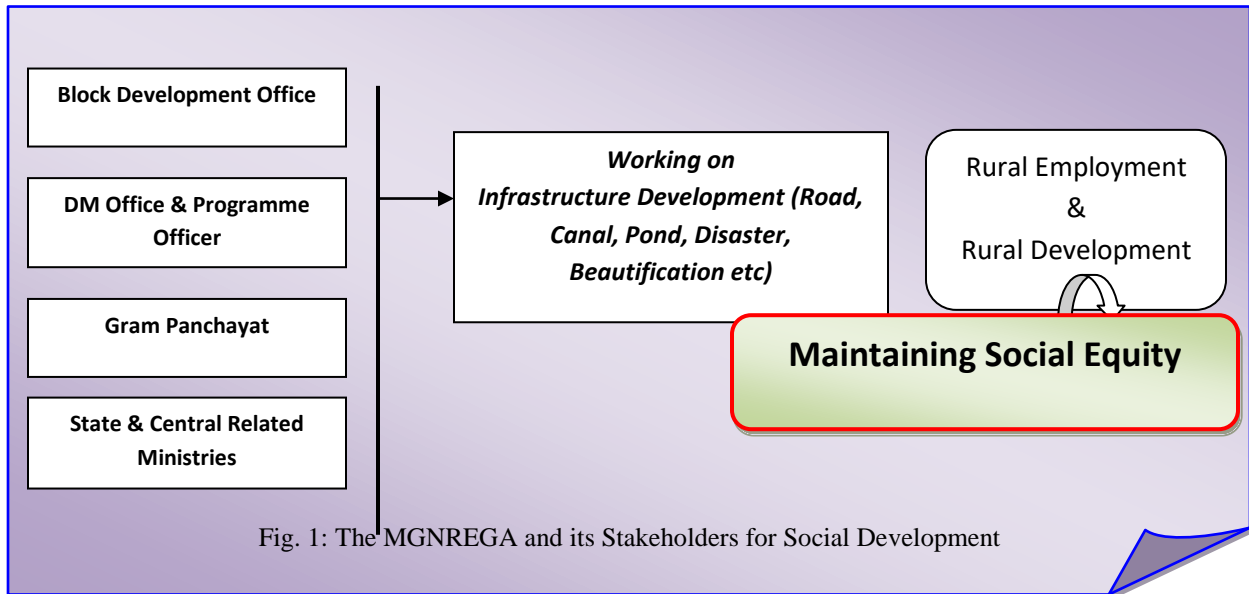 Block Development Office
DM Office & Programme
Officer
Gram Panchayat
State & Central Related
Ministries
Working on
Infrastructure Development (Road,
Canal, Pond, Disaster,
Beautification etc)
Rural Employment
&
Rural Development
Maintaining Social Equity
Fig. 1: The MGNREGA and its Stakeholders for Social Development